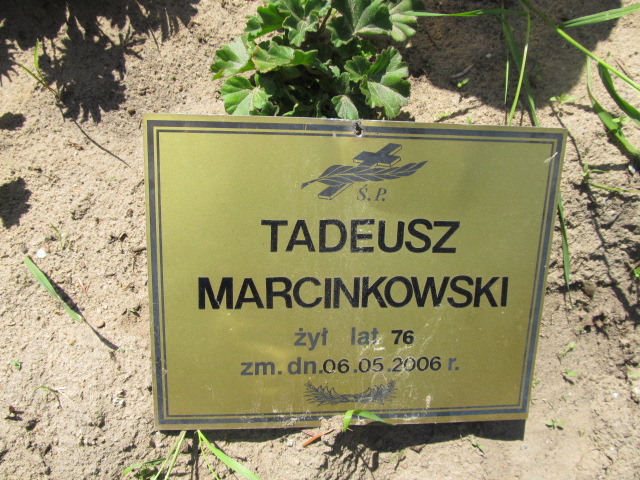 Ś.P.
TADEUSZ
MARCINKOWSKI
żył lat 76
zm. dn. 06.05.2006 r.